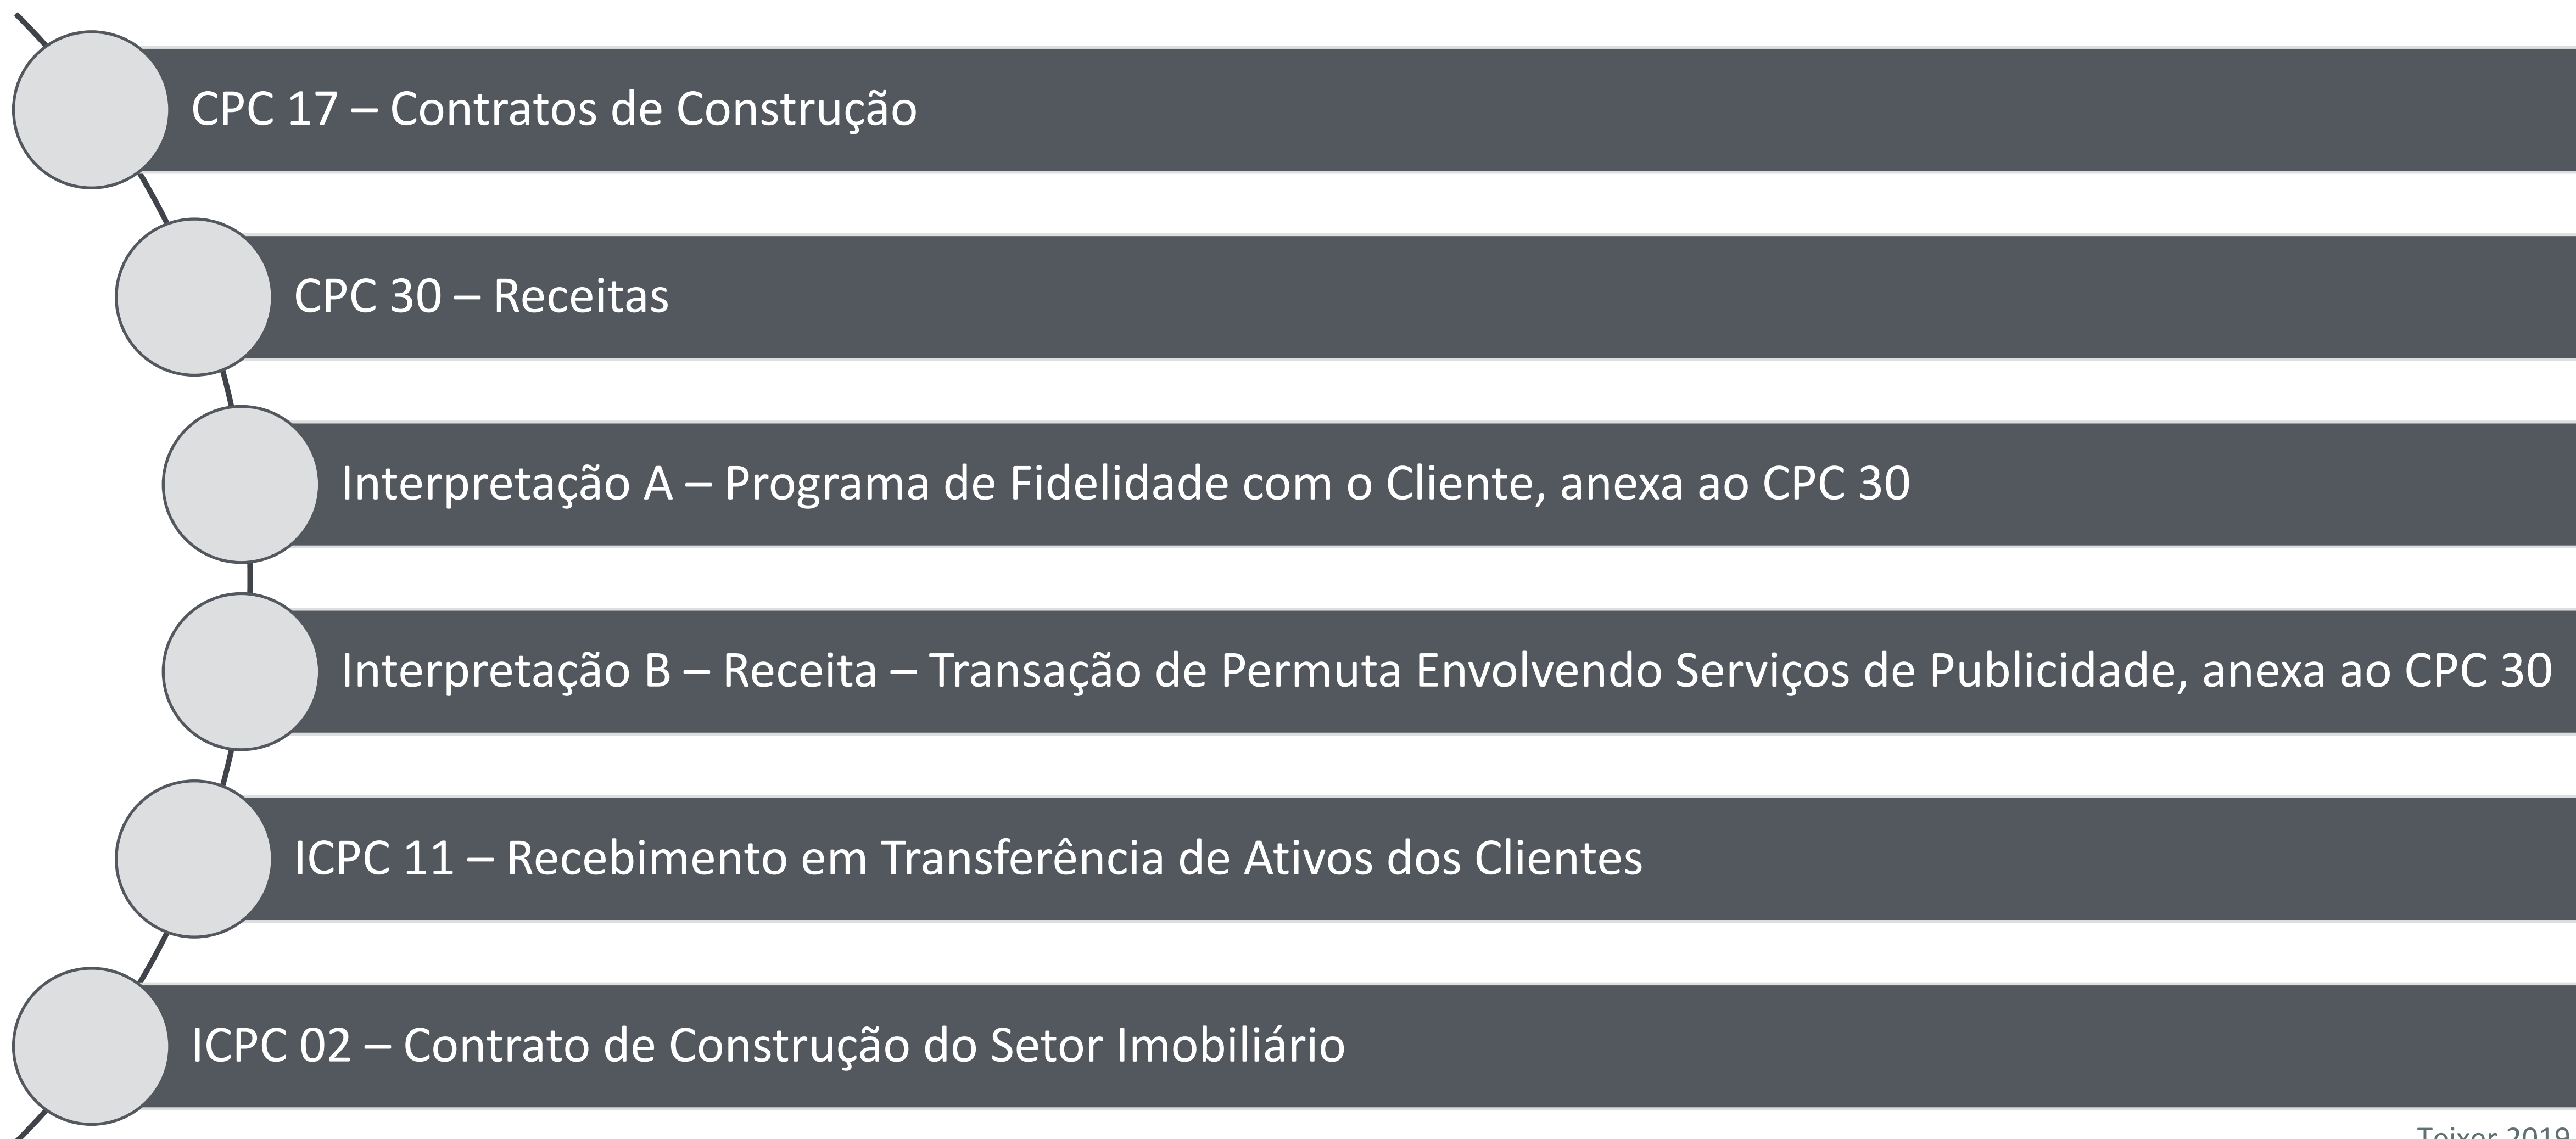 CPC 17 – Contratos de Construção
CPC 30 – Receitas
Interpretação A – Programa de Fidelidade com o Cliente, anexa ao CPC 30
Interpretação B – Receita – Transação de Permuta Envolvendo Serviços de Publicidade, anexa ao CPC 30
ICPC 11 – Recebimento em Transferência de Ativos dos Clientes
ICPC 02 – Contrato de Construção do Setor Imobiliário
Teixer 2019